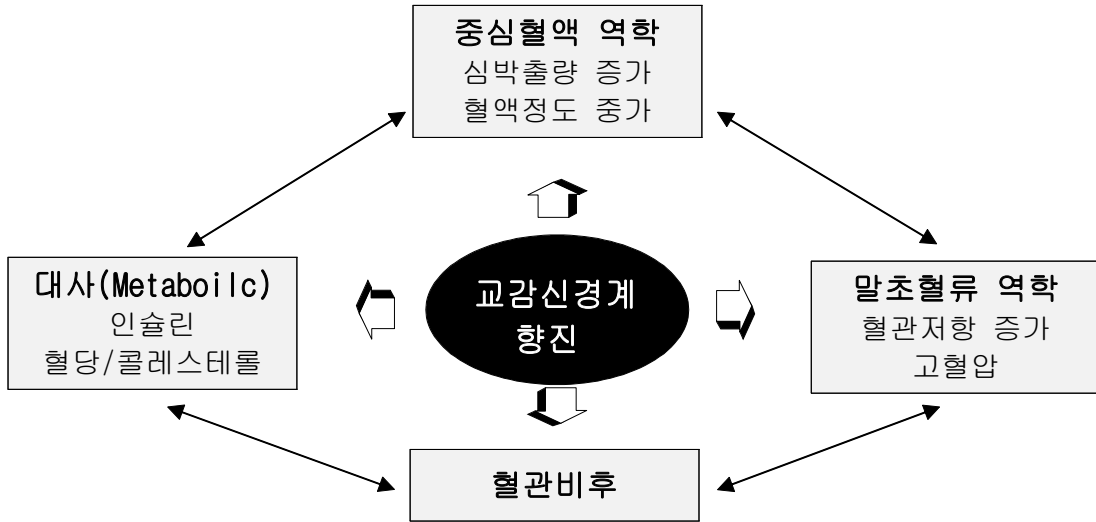 중심혈액 역학
심박출량 증가
혈액정도 중가
대사(Metaboilc)
인슐린
혈당/콜레스테롤
교감신경계
향진
말초혈류 역학
혈관저항 증가
고혈압
혈관비후